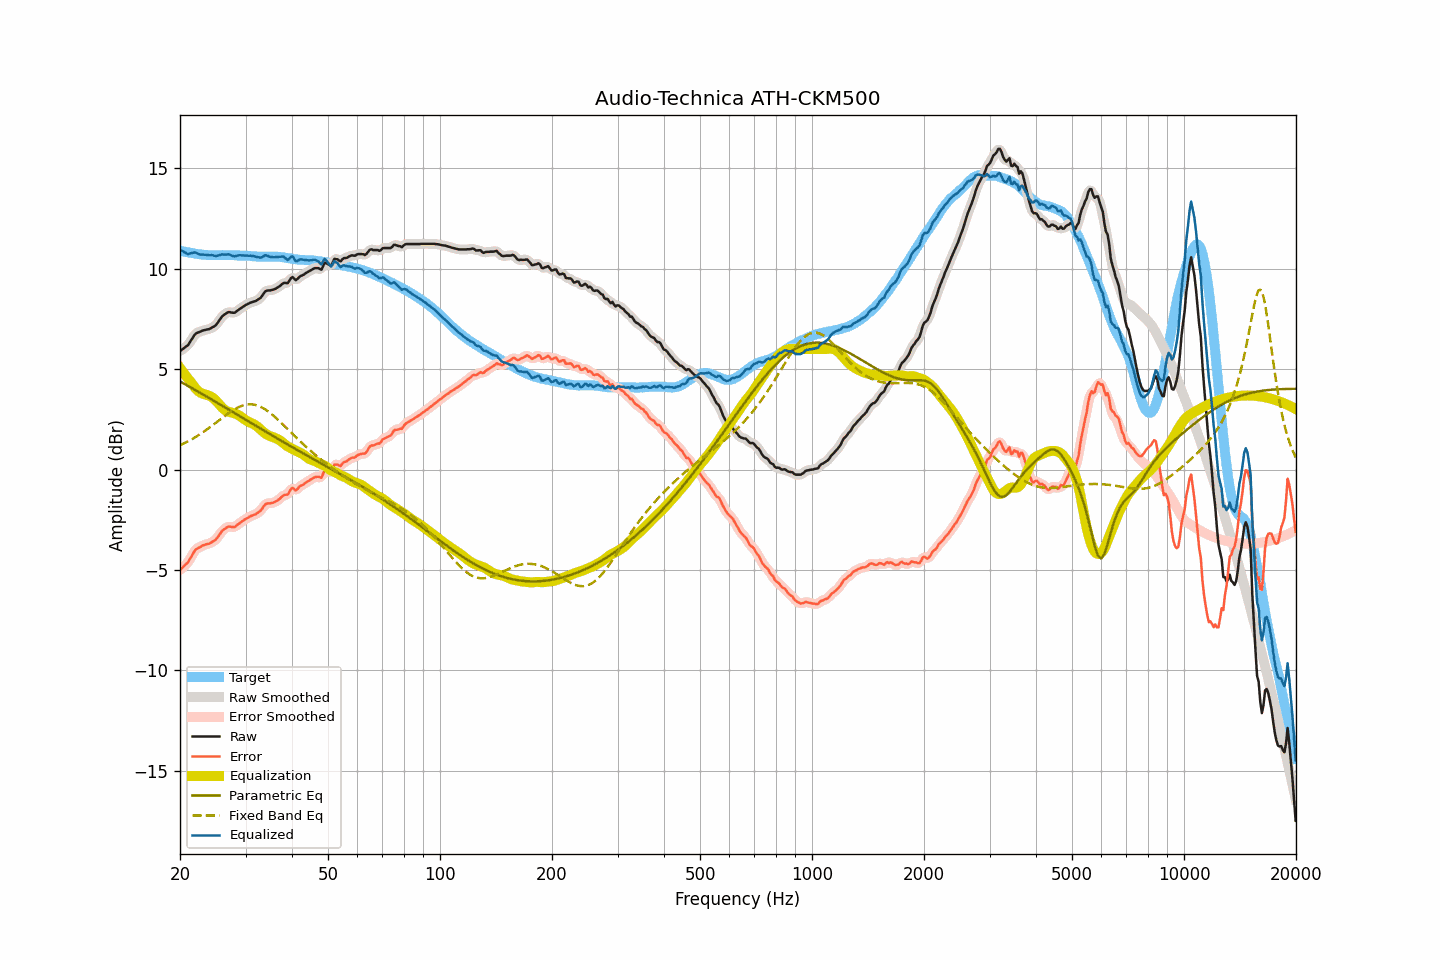 Audio-Technica ATH-CKM500
15
10
5
0
−5
−10
−15
Amplitude (dBr)
Target
Raw Smoothed
Error Smoothed
Raw
Error
Equalization
Parametric Eq
Fixed Band Eq
Equalized
20 50 100 200 500 1000 2000 5000 10000 20000
Frequency (Hz)